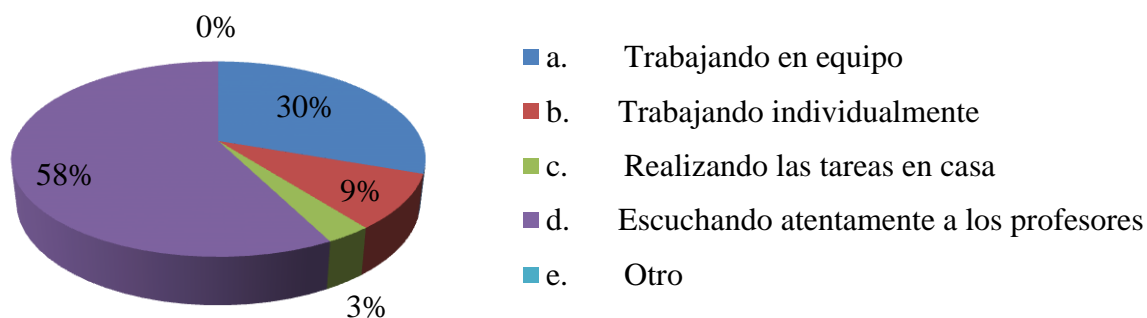 0%
30%
9%
3%
58%
a. Trabajando en equipo
b. Trabajando individualmente
c. Realizando las tareas en casa
d. Escuchando atentamente a los profesores
e. Otro